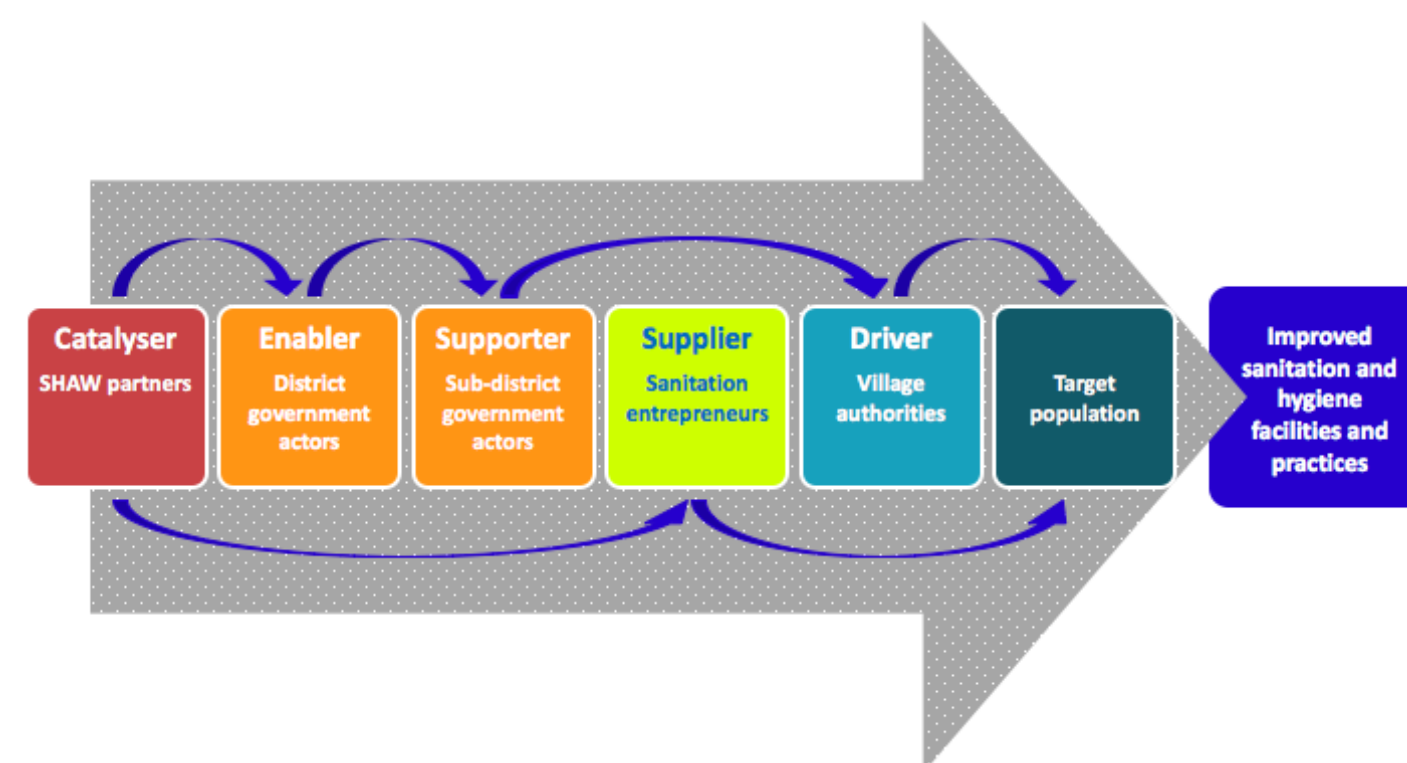 Catalyser
SHAW partners
Enabler
District
government
actors
Supporter
Sub-district
government
actors
Supplier
Sanitation
entrepreneurs
Driver
Village
authorities
Target
population
Improved
sanitation and
hygiene
facilities and
practices